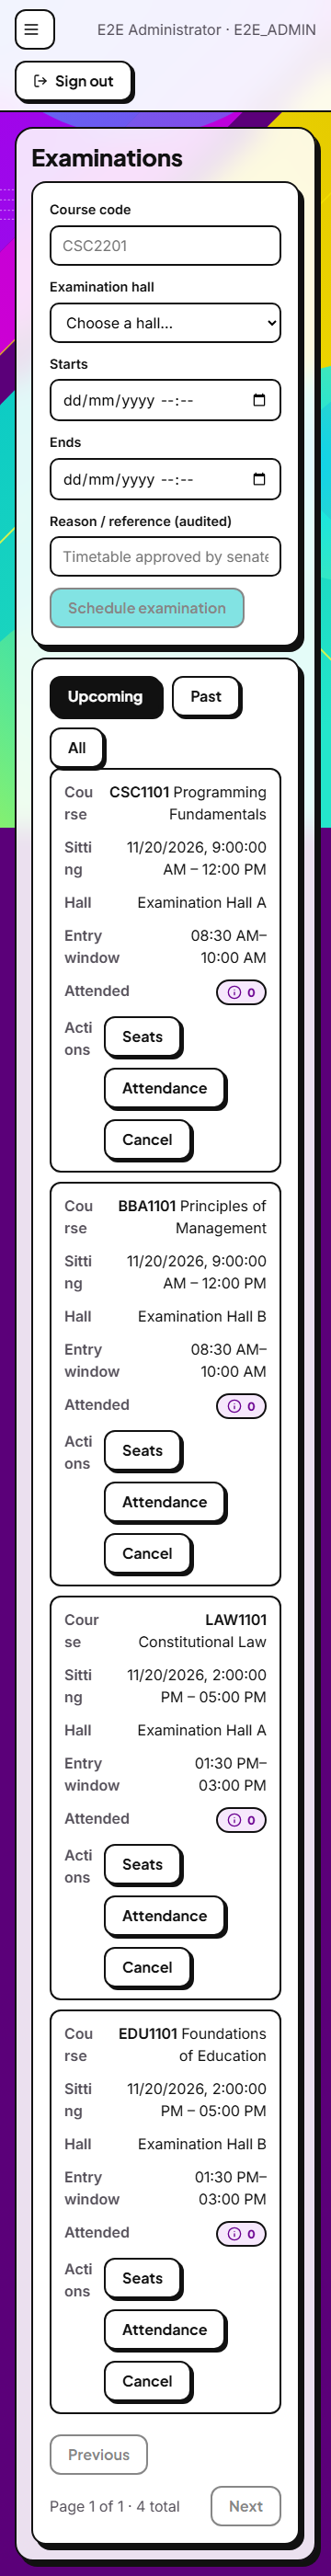 E2E Administrator · E2E_ADMIN
Sign out
Examinations
Course code
CSC2201
Examination hall
Choose a hall...
Starts
dd/mm/yyyy --:--
Ends
dd/mm/yyyy --:--
Reason / reference (audited)
Timetable approved by senate
Schedule examination
Upcoming Past
All
Cou CSC1101 Programming
rse Fundamentals
Sitti 11/20/2026, 9:00:00
ng AM – 12:00 PM
Hall Examination Hall A
Entry 08:30 AM–
window 10:00 AM
Attended 0
Acti Seats
ons
Attendance
Cancel
Cou BBA1101 Principles of
rse Management
Sitti 11/20/2026, 9:00:00
ng AM – 12:00 PM
Hall Examination Hall B
Entry 08:30 AM–
window 10:00 AM
Attended 0
Acti Seats
ons
Attendance
Cancel
Cour LAW1101
se Constitutional Law
Sitti 11/20/2026, 2:00:00
ng PM – 05:00 PM
Hall Examination Hall A
Entry 01:30 PM–
window 03:00 PM
Attended 0
Acti Seats
ons
Attendance
Cancel
Cou EDU1101 Foundations
rse of Education
Sitti 11/20/2026, 2:00:00
ng PM – 05:00 PM
Hall Examination Hall B
Entry 01:30 PM–
window 03:00 PM
Attended 0
Acti Seats
ons
Attendance
Cancel
Previous
Page 1 of 1 · 4 total Next